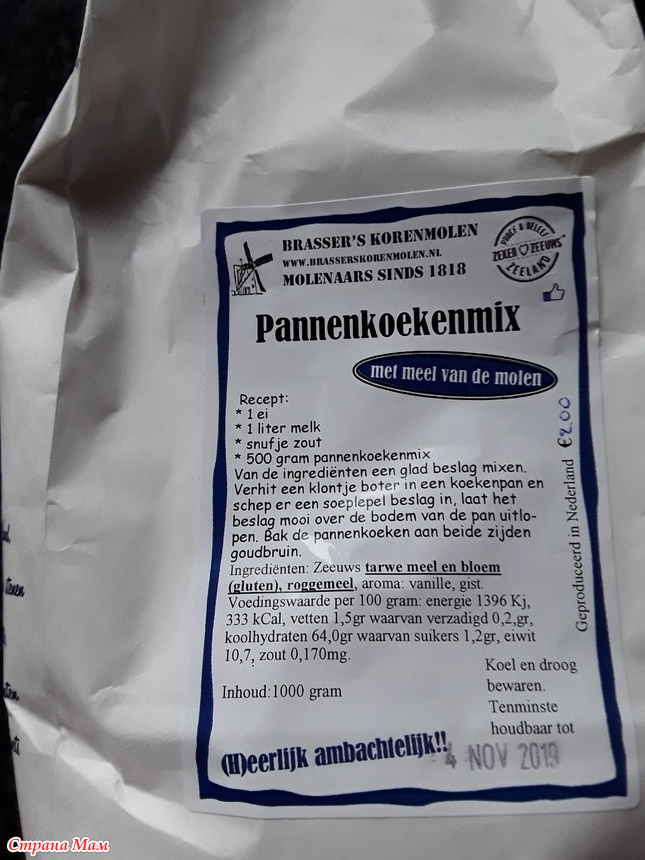 BRASSER'S KORENMOLEN
WWW.BRASSERSKORENMOLEN.NL
MOLENAARS SINDS 1818
PROEF & BELEEF
ZEKER ZEEUWS
ZEELAND
Pannenkoekenmix
met meel van de molen
Recept:
* 1 ei
* 1 liter melk
* snufje zout
* 500 gram pannenkoekenmix
Van de ingrediënten een glad beslag mixen.
Verhit een klontje boter in een koekenpan en
schep er een soeplepel beslag in, laat het
beslag mooi over de bodem van de pan uitlo-
pen. Bak de pannenkoeken aan beide zijden
goudbruin.
Ingrediënten: Zeeuws tarwe meel en bloem
(gluten), roggemeel, aroma: vanille, gist.
Voedingswaarde per 100 gram: energie 1396 Kj,
333 kCal, vetten 1,5gr waarvan verzadigd 0,2,gr,
koolhydraten 64,0gr waarvan suikers 1,2gr, eiwit
10,7, zout 0,170mg.
Inhoud:1000 gram
Koel en droog
bewaren.
Tenminste
houdbaar tot
4 NOV 2019
(H)eerlijk ambachtelijk!!
Geproduceerd in Nederland €2,00
Страна Мам